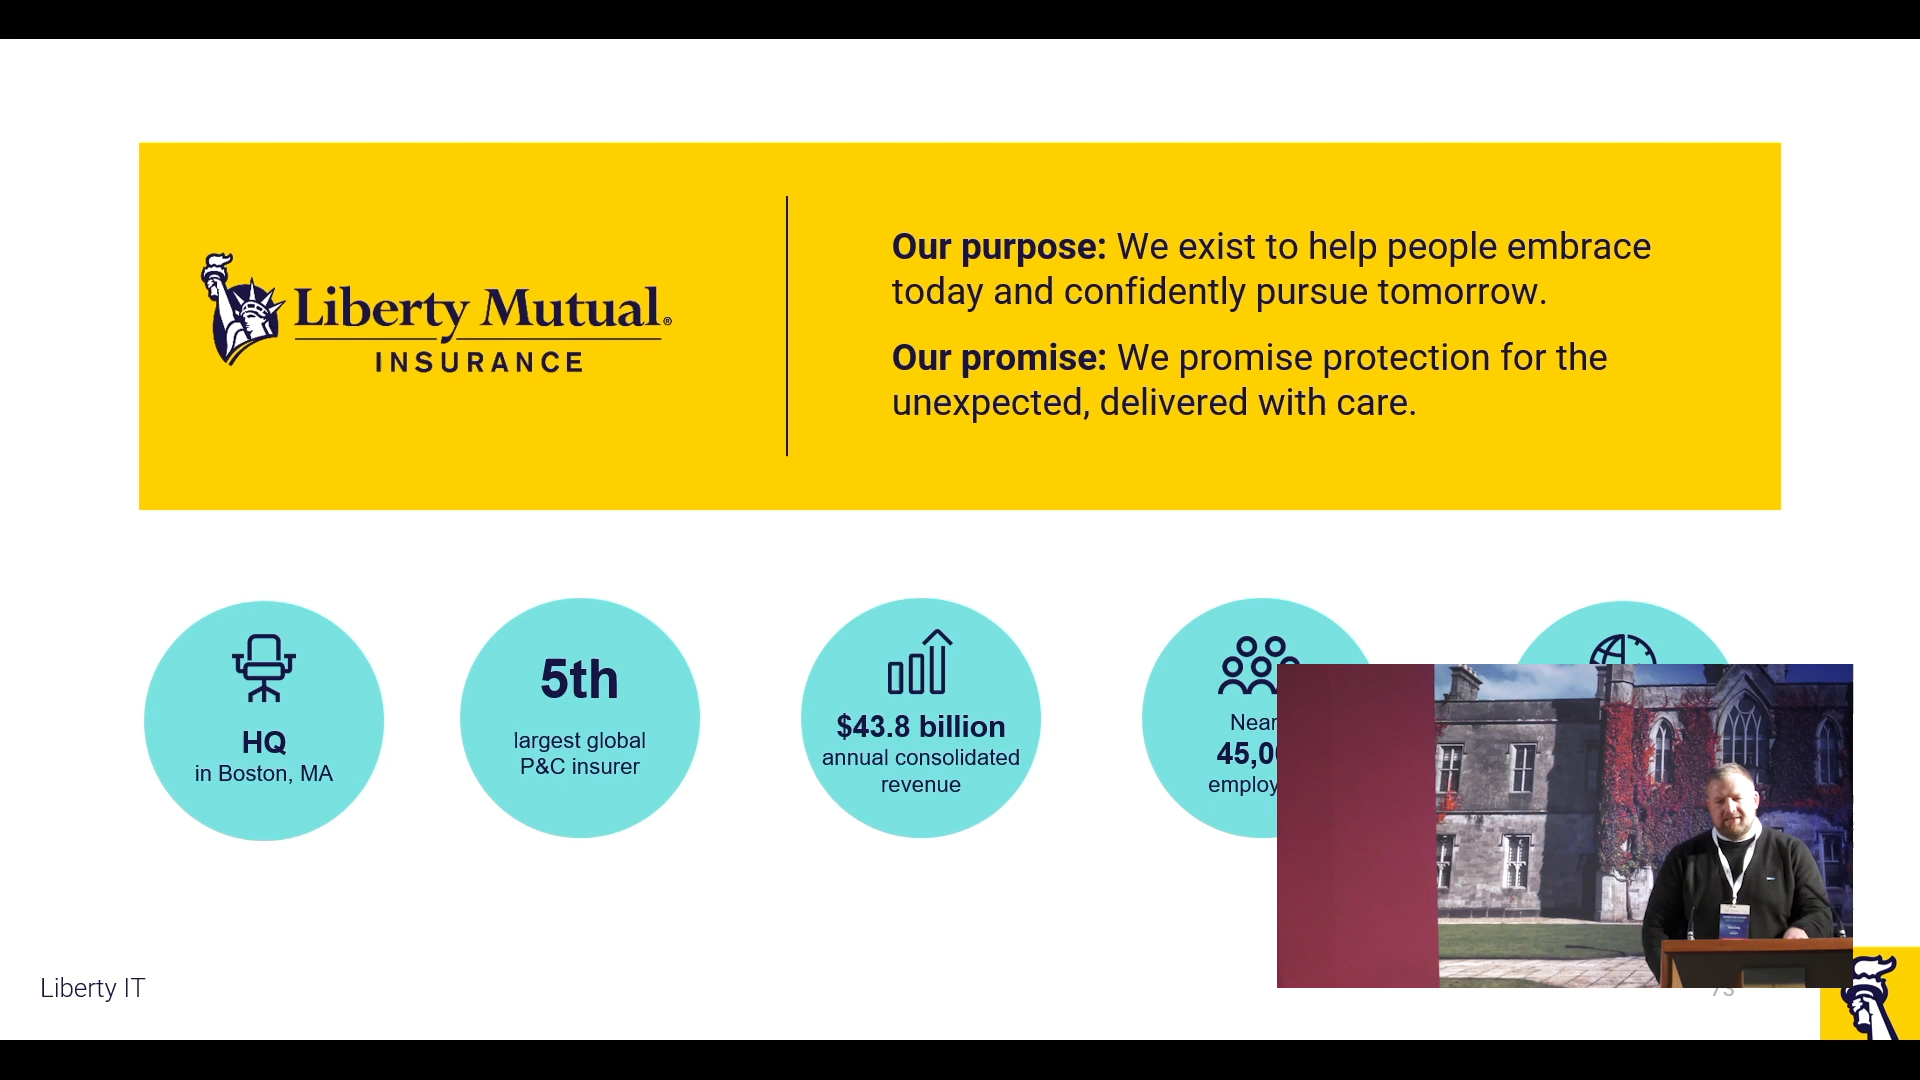 Liberty Mutual®
INSURANCE
Our purpose: We exist to help people embrace
today and confidently pursue tomorrow.
Our promise: We promise protection for the
unexpected, delivered with care.
HQ
in Boston, MA
5th
largest global
P&C insurer
$43.8 billion
annual consolidated
revenue
Liberty IT